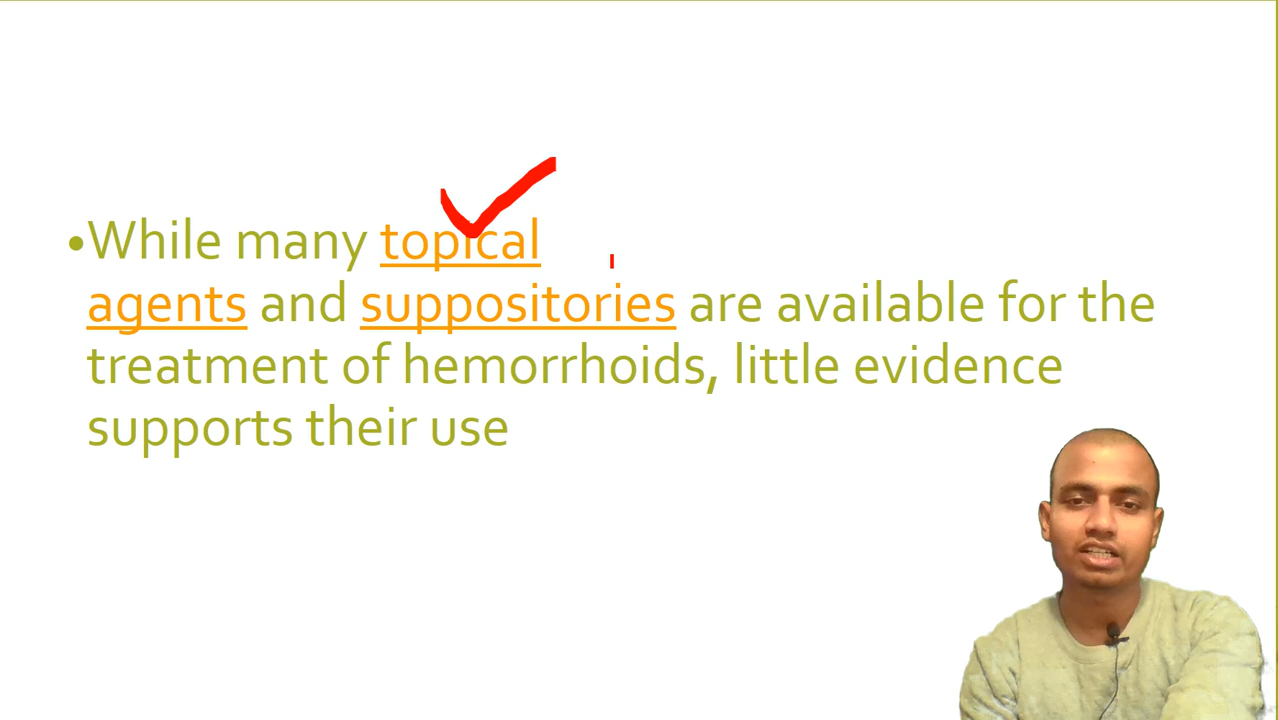 •While many topical
agents and suppositories are available for the
treatment of hemorrhoids, little evidence
supports their use